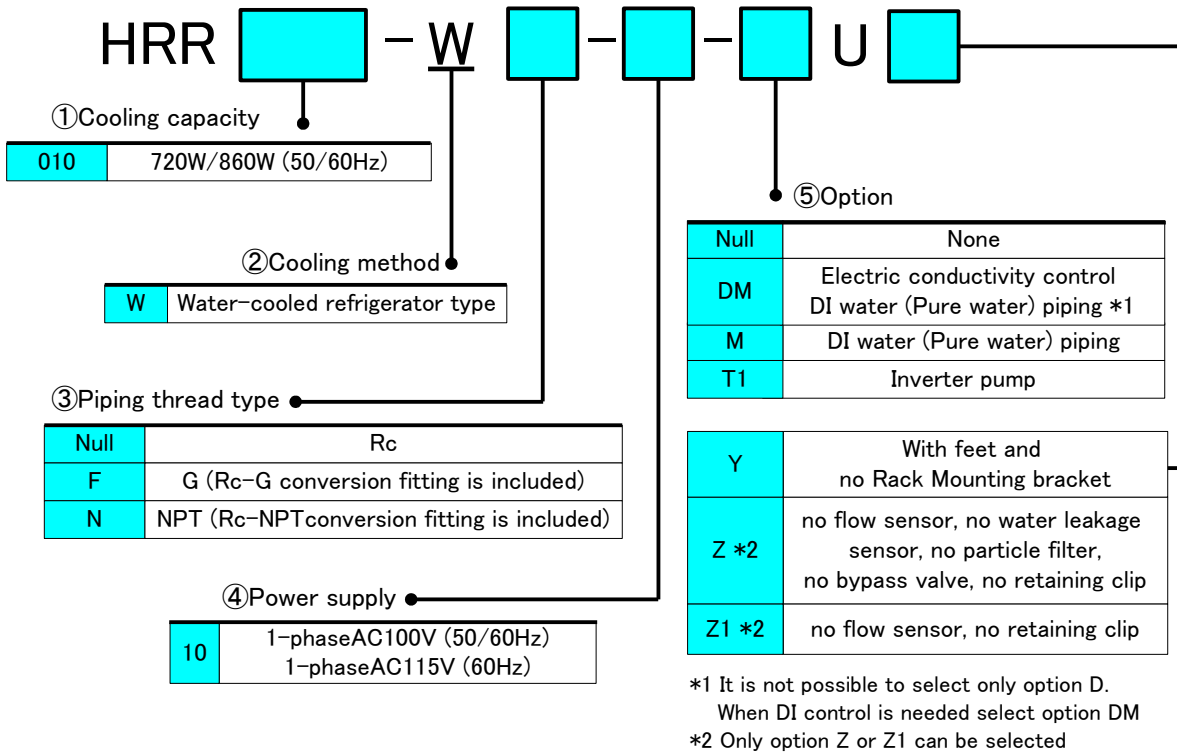 HRR - W - - U
①Cooling capacity
010 720W/860W (50/60Hz)
②Cooling method
W Water-cooled refrigerator type
③Piping thread type
Null Rc
F G (Rc-G conversion fitting is included)
N NPT (Rc-NPTconversion fitting is included)
④Power supply
10 1-phaseAC100V (50/60Hz)
1-phaseAC115V (60Hz)
⑤Option
Null None
DM Electric conductivity control
DI water (Pure water) piping *1
M DI water (Pure water) piping
T1 Inverter pump
Y With feet and
no Rack Mounting bracket
Z *2 no flow sensor, no water leakage
sensor, no particle filter,
no bypass valve, no retaining clip
Z1 *2 no flow sensor, no retaining clip
*1 It is not possible to select only option D.
When DI control is needed select option DM
*2 Only option Z or Z1 can be selected